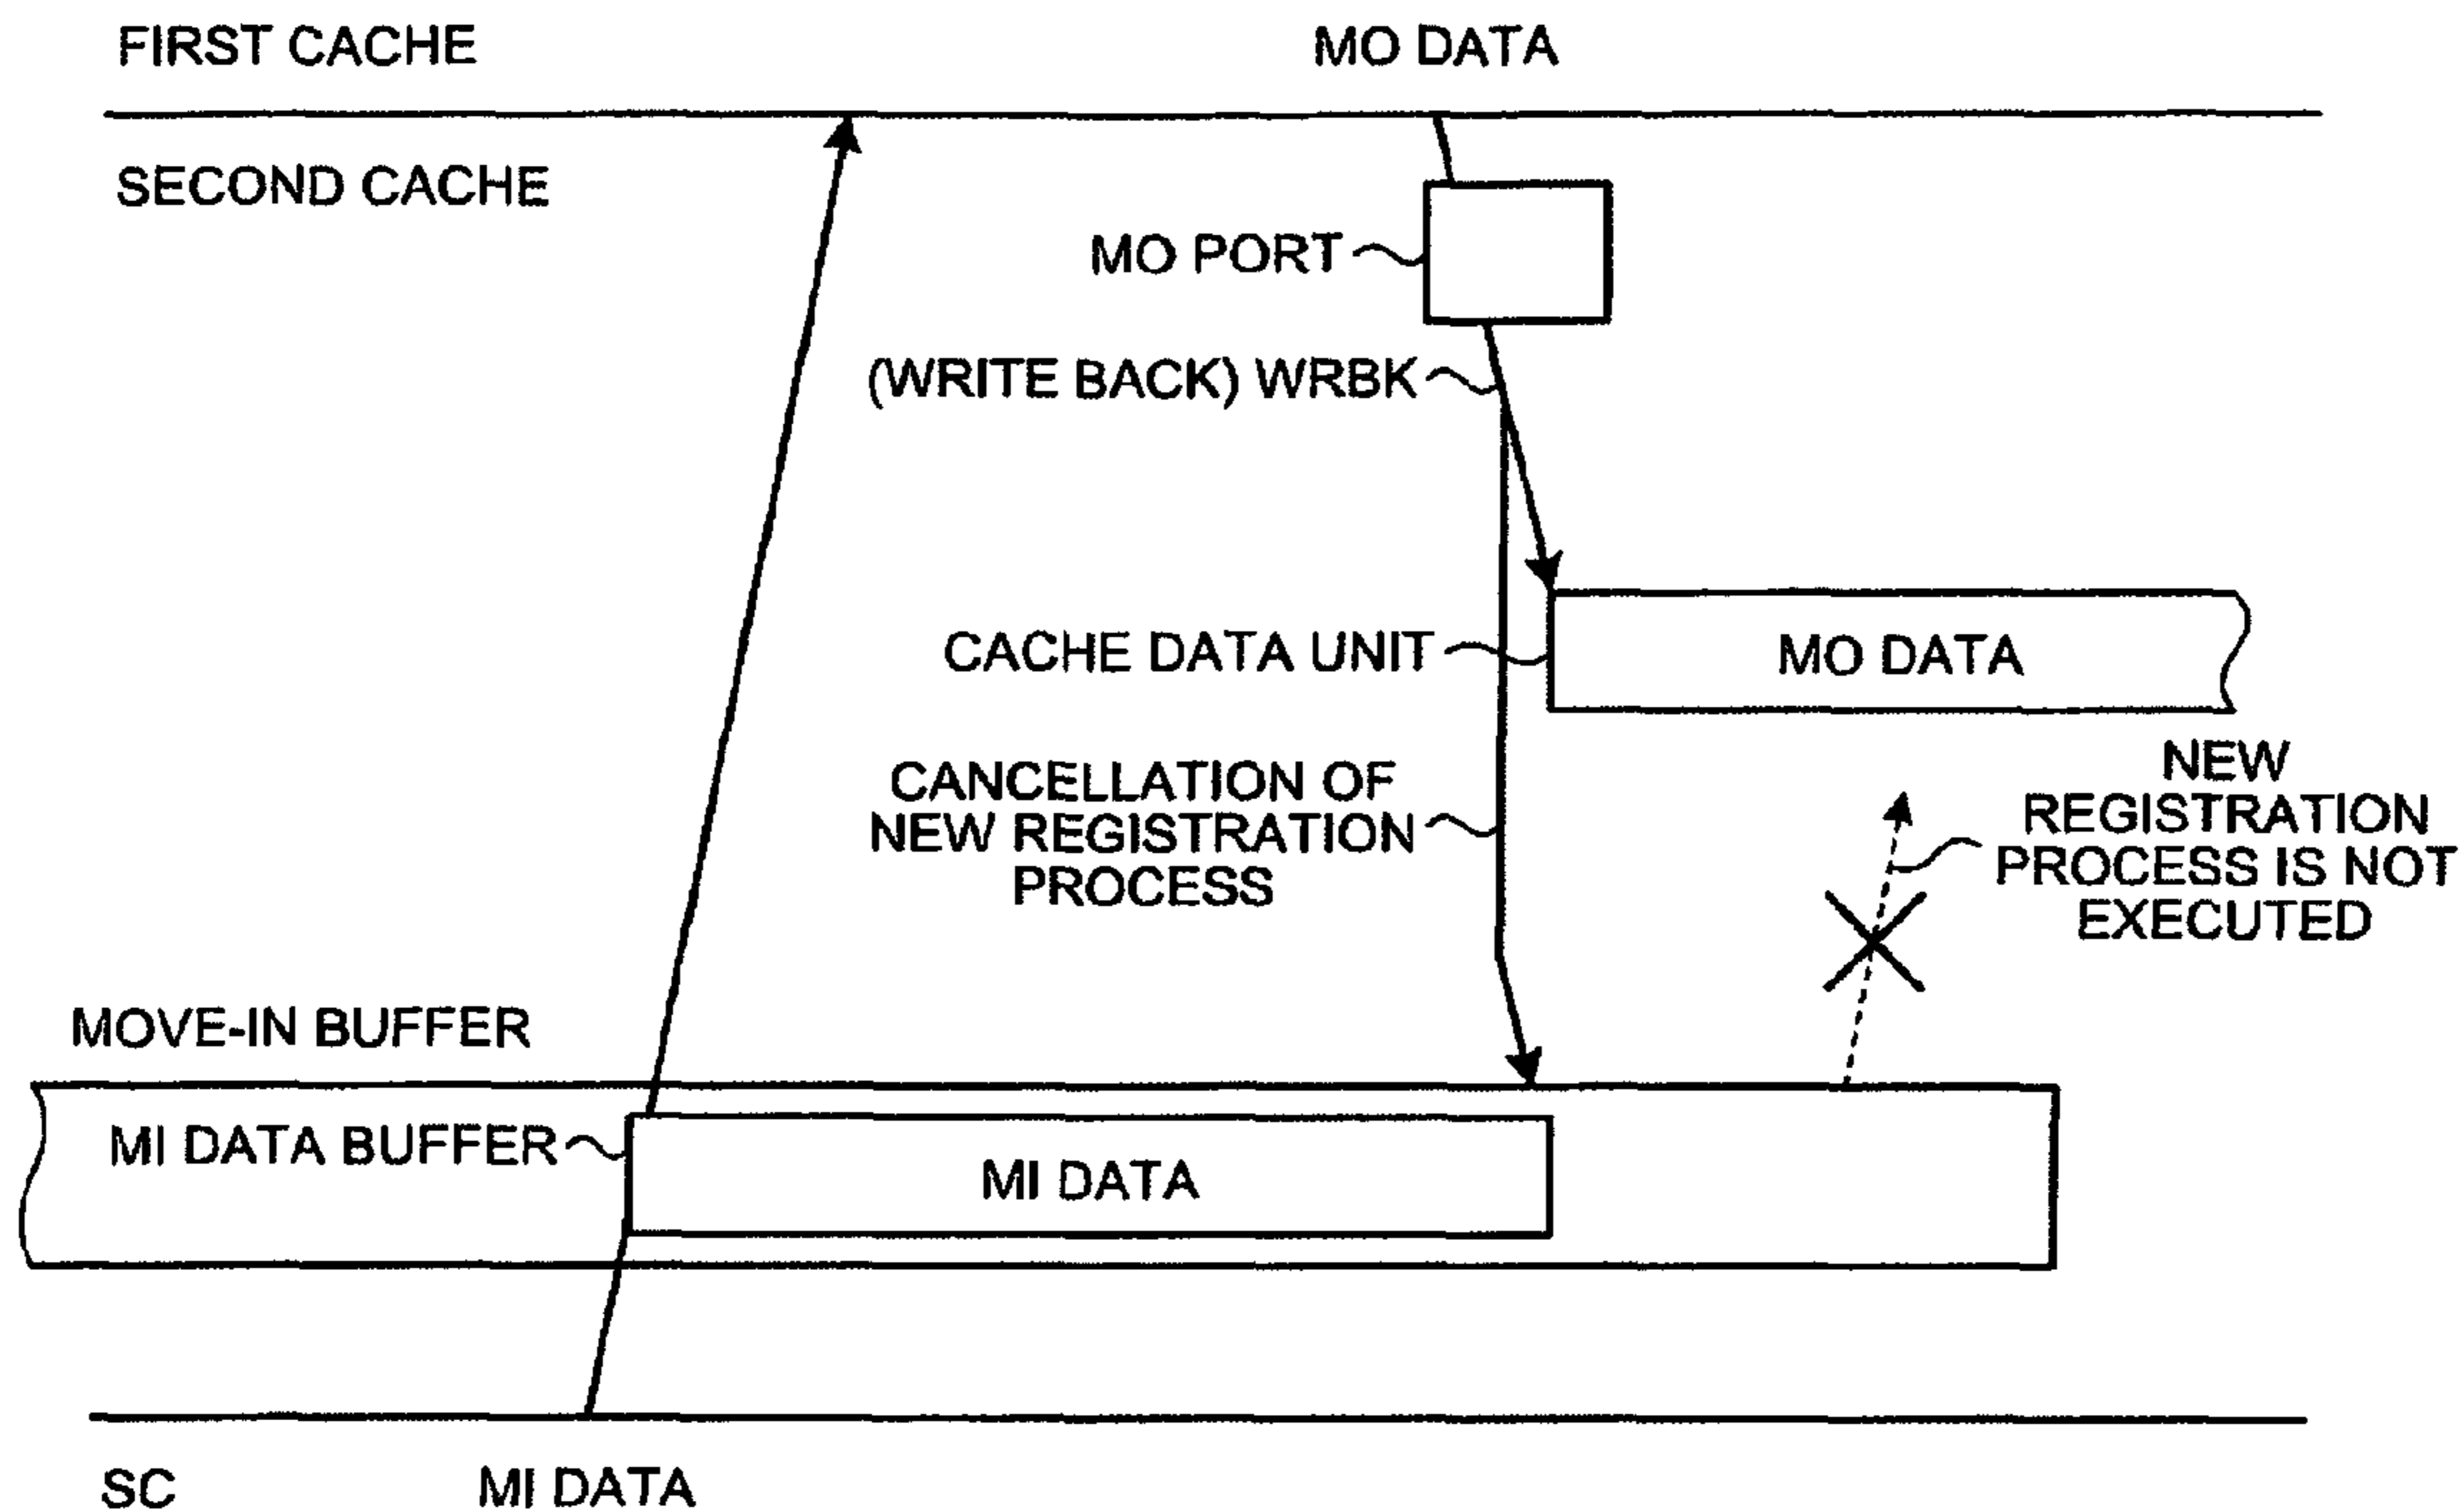 FIRST CACHE
MO DATA
SECOND CACHE
MO PORT
(WRITE BACK) WRBK
CACHE DATA UNIT
MO DATA
CANCELLATION OF
NEW REGISTRATION
PROCESS
NEW
REGISTRATION
PROCESS IS NOT
EXECUTED
MOVE-IN BUFFER
MI DATA BUFFER
MI DATA
SC
MI DATA